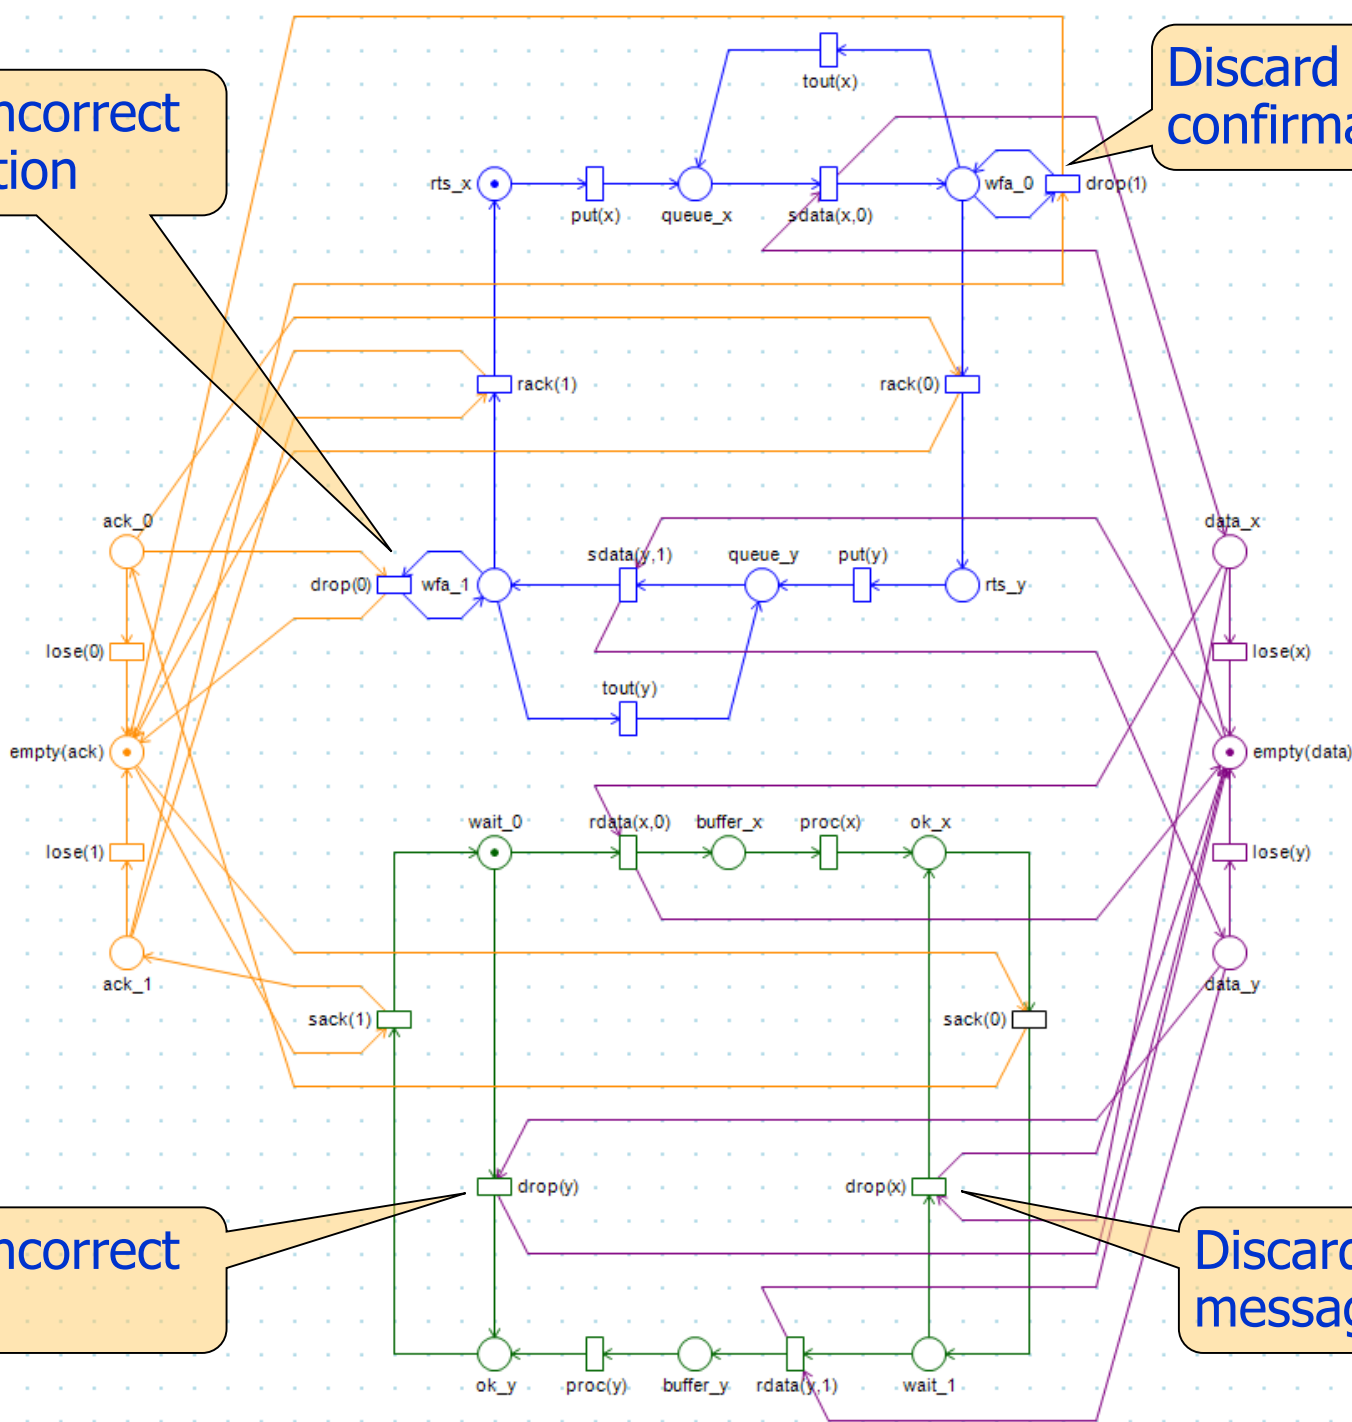 Discard
confirma
ncorrect
tion
tout(x)
rts_x
put(x)
queue_x
sdata(x,0)
wfa_0
drop(1)
rack(1)
rack(0)
ack_0
data_x
sdata(y,1)
queue_y
put(y)
drop(0)
wfa_1
rts_y
lose(0)
lose(x)
tout(y)
empty(ack)
empty(data)
wait_0
rdata(x,0)
buffer_x
proc(x)
ok_x
lose(1)
lose(y)
ack_1
data_y
sack(1)
sack(0)
drop(y)
drop(x)
ncorrect
Discard
messag
ok_y
proc(y)
buffer_y
rdata(y,1)
wait_1